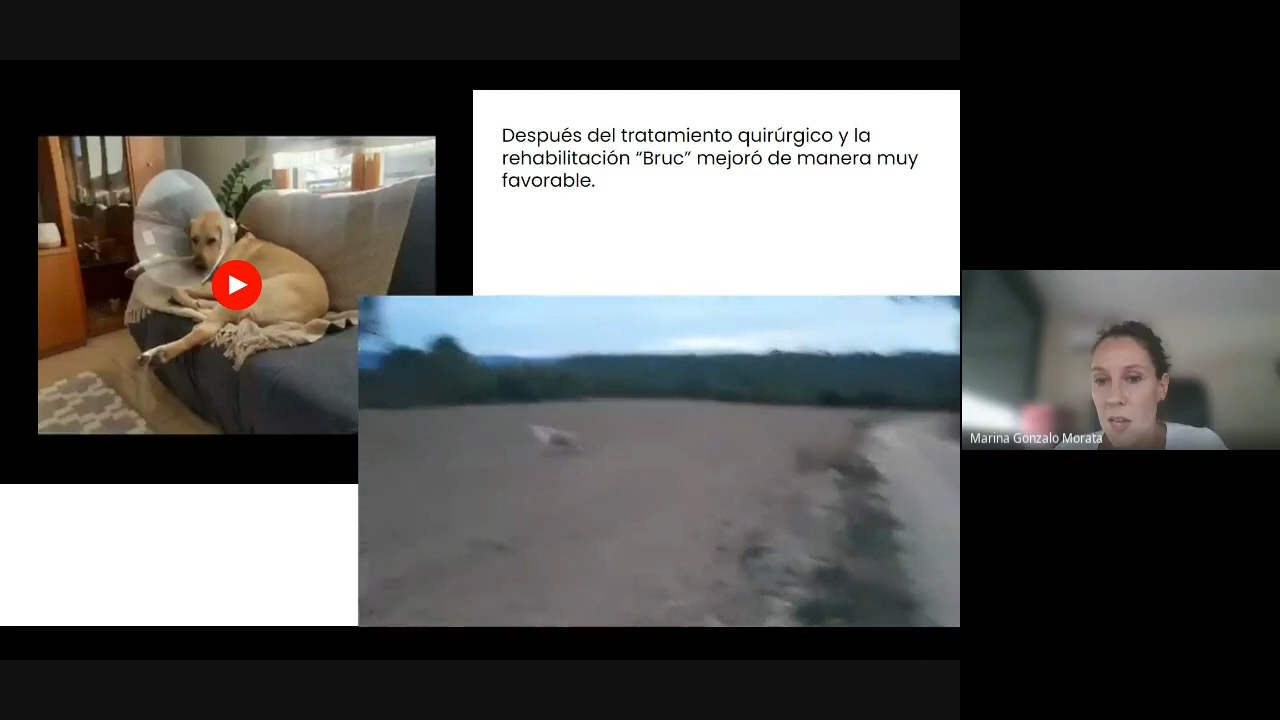 Después del tratamiento quirúrgico y la
rehabilitación “Bruc” mejoró de manera muy
favorable.
Marina Gonzalo Morata